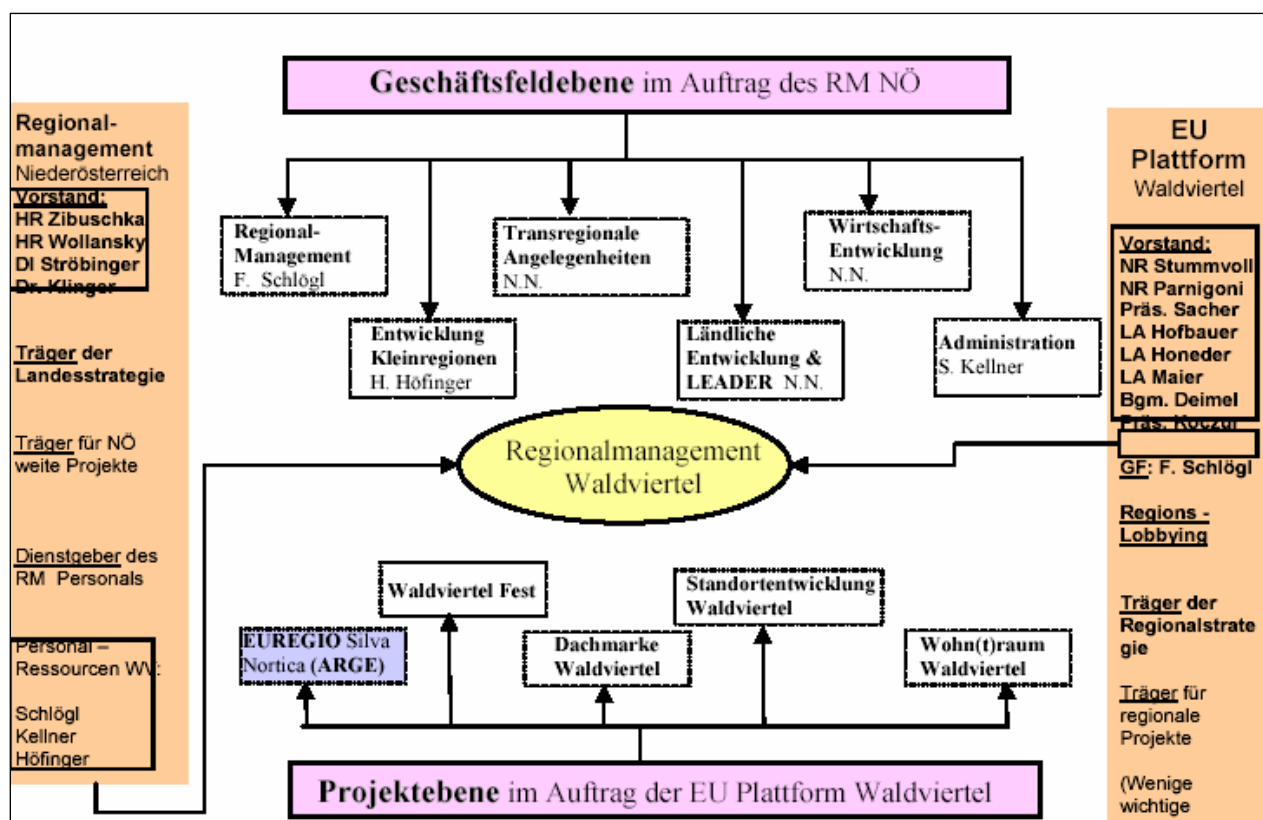 Geschäftsfeldebene im Auftrag des RM NÖ
Regional-
management
Niederösterreich
Vorstand:
HR Zibuschka
HR Wollansky
DI Ströbinger
Dr. Klinger
Träger der
Landesstrategie
Träger für NÖ
weite Projekte
Dienstgeber des
RM Personals
Personal –
Ressourcen WV:
Schlögl
Kellner
Höfinger
Regional-
Management
F. Schlögl
Transregionale
Angelegenheiten
N.N.
Wirtschafts-
Entwicklung
N.N.
Entwicklung
Kleinregionen
H. Höfinger
Ländliche
Entwicklung &
LEADER N.N.
Administration
S. Kellner
Regionalmanagement
Waldviertel
Waldviertel Fest
Standortentwicklung
Waldviertel
EUREGIO Silva
Nortica (ARGE)
Dachmarke
Waldviertel
Wohn(t)raum
Waldviertel
Projektebene im Auftrag der EU Plattform Waldviertel
EU
Plattform
Waldviertel
Vorstand:
NR Stummvoll
NR Parnigoni
Präs. Sacher
LA Hofbauer
LA Honeder
LA Maier
Bgm. Deimel
Präs. Koczur
GF: F. Schlögl
Regions -
Lobbying
Träger der
Regionalstrate
gie
Träger für
regionale
Projekte
(Wenige
wichtige